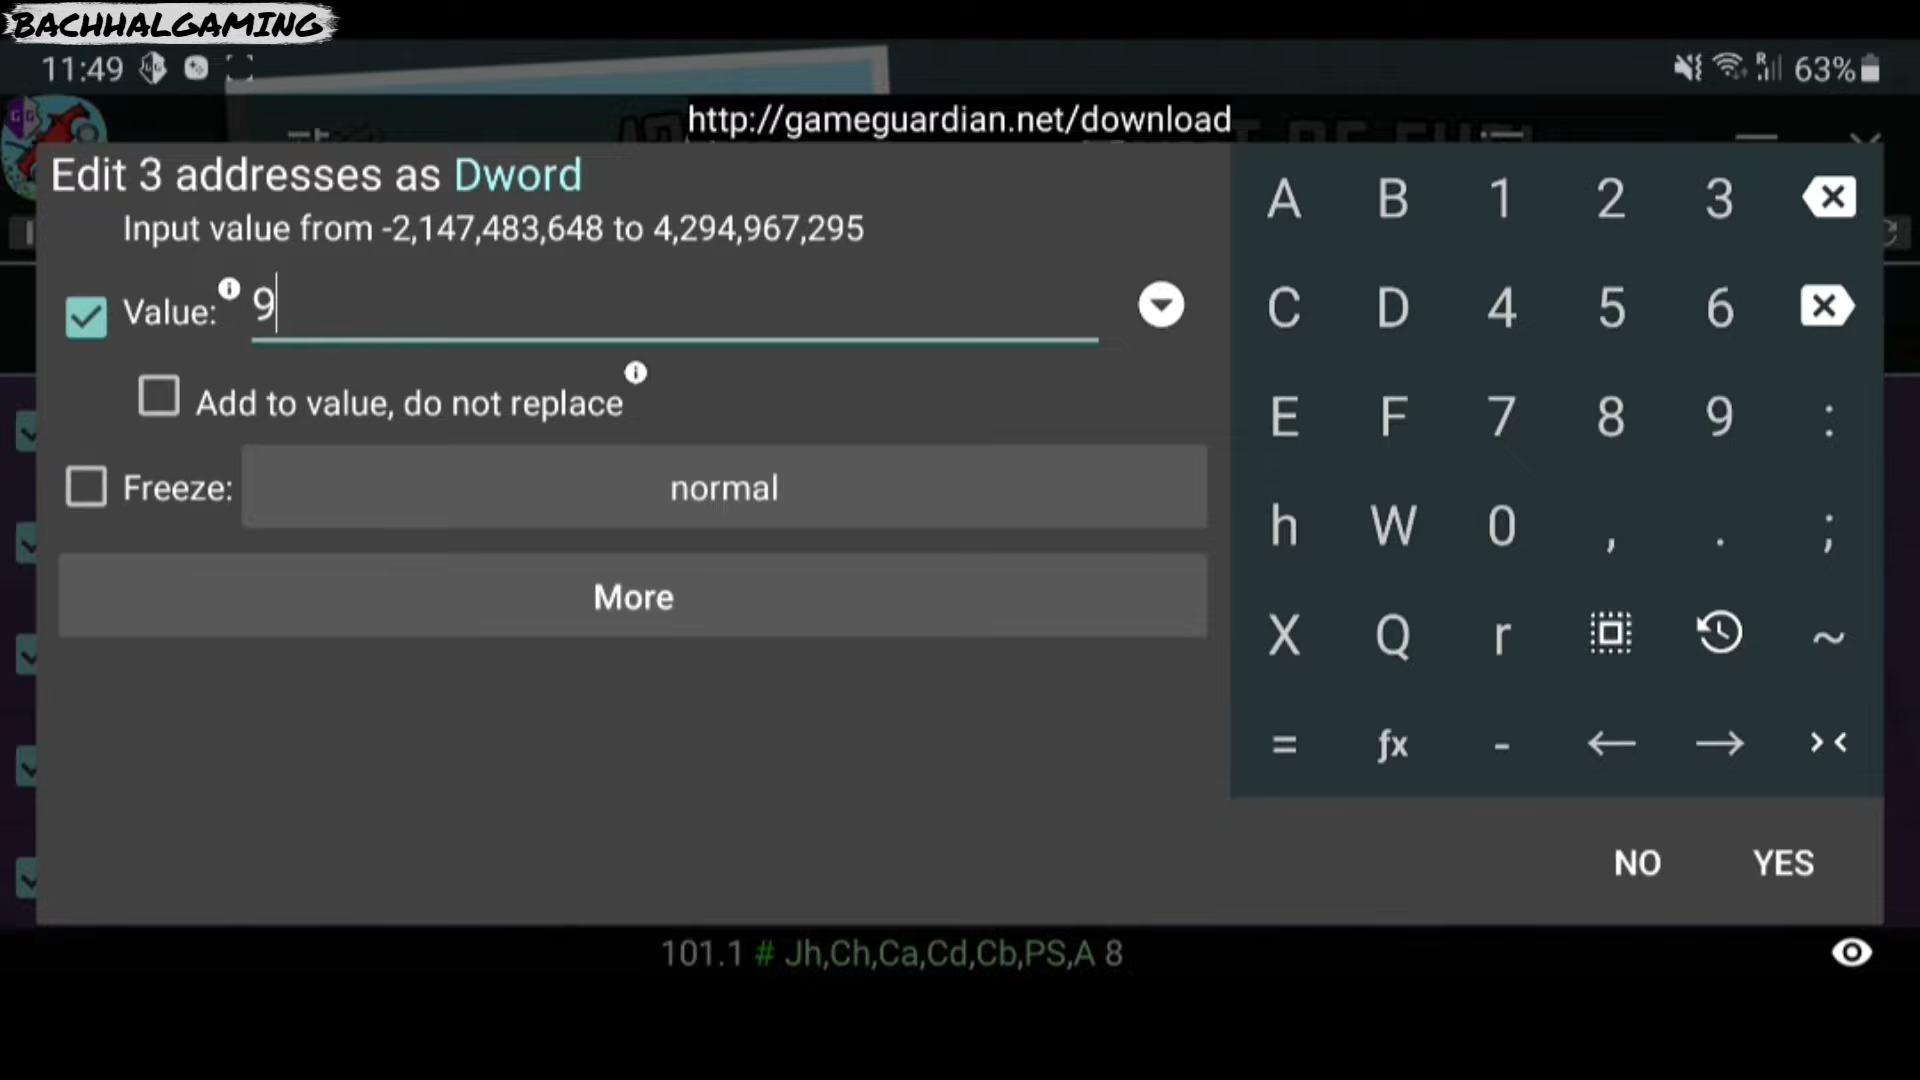 BACHHALGAMING
11:49
R
63%
http://gameguardian.net/download
OF FUEL
Edit 3 addresses as Dword
Input value from -2,147,483,648 to 4,294,967,295
Value: 9
Add to value, do not replace
Freeze: normal
More
A B 1 2 3
C D 4 5 6
E F 7 8 9 :
h W 0 , . ;
X Q r ~
= ƒx - ← → ><
NO YES
101.1 # Jh,Ch,Ca,Cd,Cb,PS,A 8